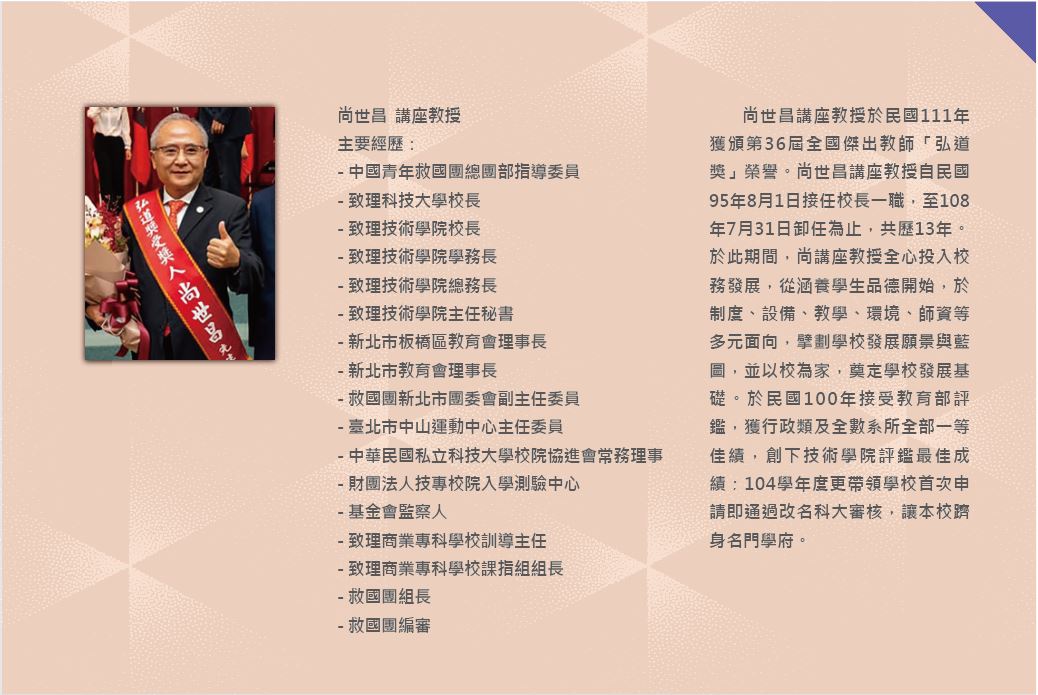 弘道獎受獎人 尚世昌 先生
尚世昌 講座教授
主要經歷：
- 中國青年救國團總團部指導委員
- 致理科技大學校長
- 致理技術學院校長
- 致理技術學院學務長
- 致理技術學院總務長
- 致理技術學院主任秘書
- 新北市板橋區教育會理事長
- 新北市教育會理事長
- 救國團新北市團委會副主任委員
- 臺北市中山運動中心主任委員
- 中華民國私立科技大學校院協進會常務理事
- 財團法人技專校院入學測驗中心
- 基金會監察人
- 致理商業專科學校訓導主任
- 致理商業專科學校課指組組長
- 救國團組長
- 救國團編審
尚世昌講座教授於民國111年
獲頒第36屆全國傑出教師「弘道
獎」榮譽。尚世昌講座教授自民國
95年8月1日接任校長一職，至108
年7月31日卸任為止，共歷13年。
於此期間，尚講座教授全心投入校
務發展，從涵養學生品德開始，於
制度、設備、教學、環境、師資等
多元面向，擘劃學校發展願景與藍
圖，並以校為家，奠定學校發展基
礎。於民國100年接受教育部評
鑑，獲行政類及全數系所全部一等
佳績，創下技術學院評鑑最佳成
績；104學年度更帶領學校首次申
請即通過改名科大審核，讓本校躋
身名門學府。